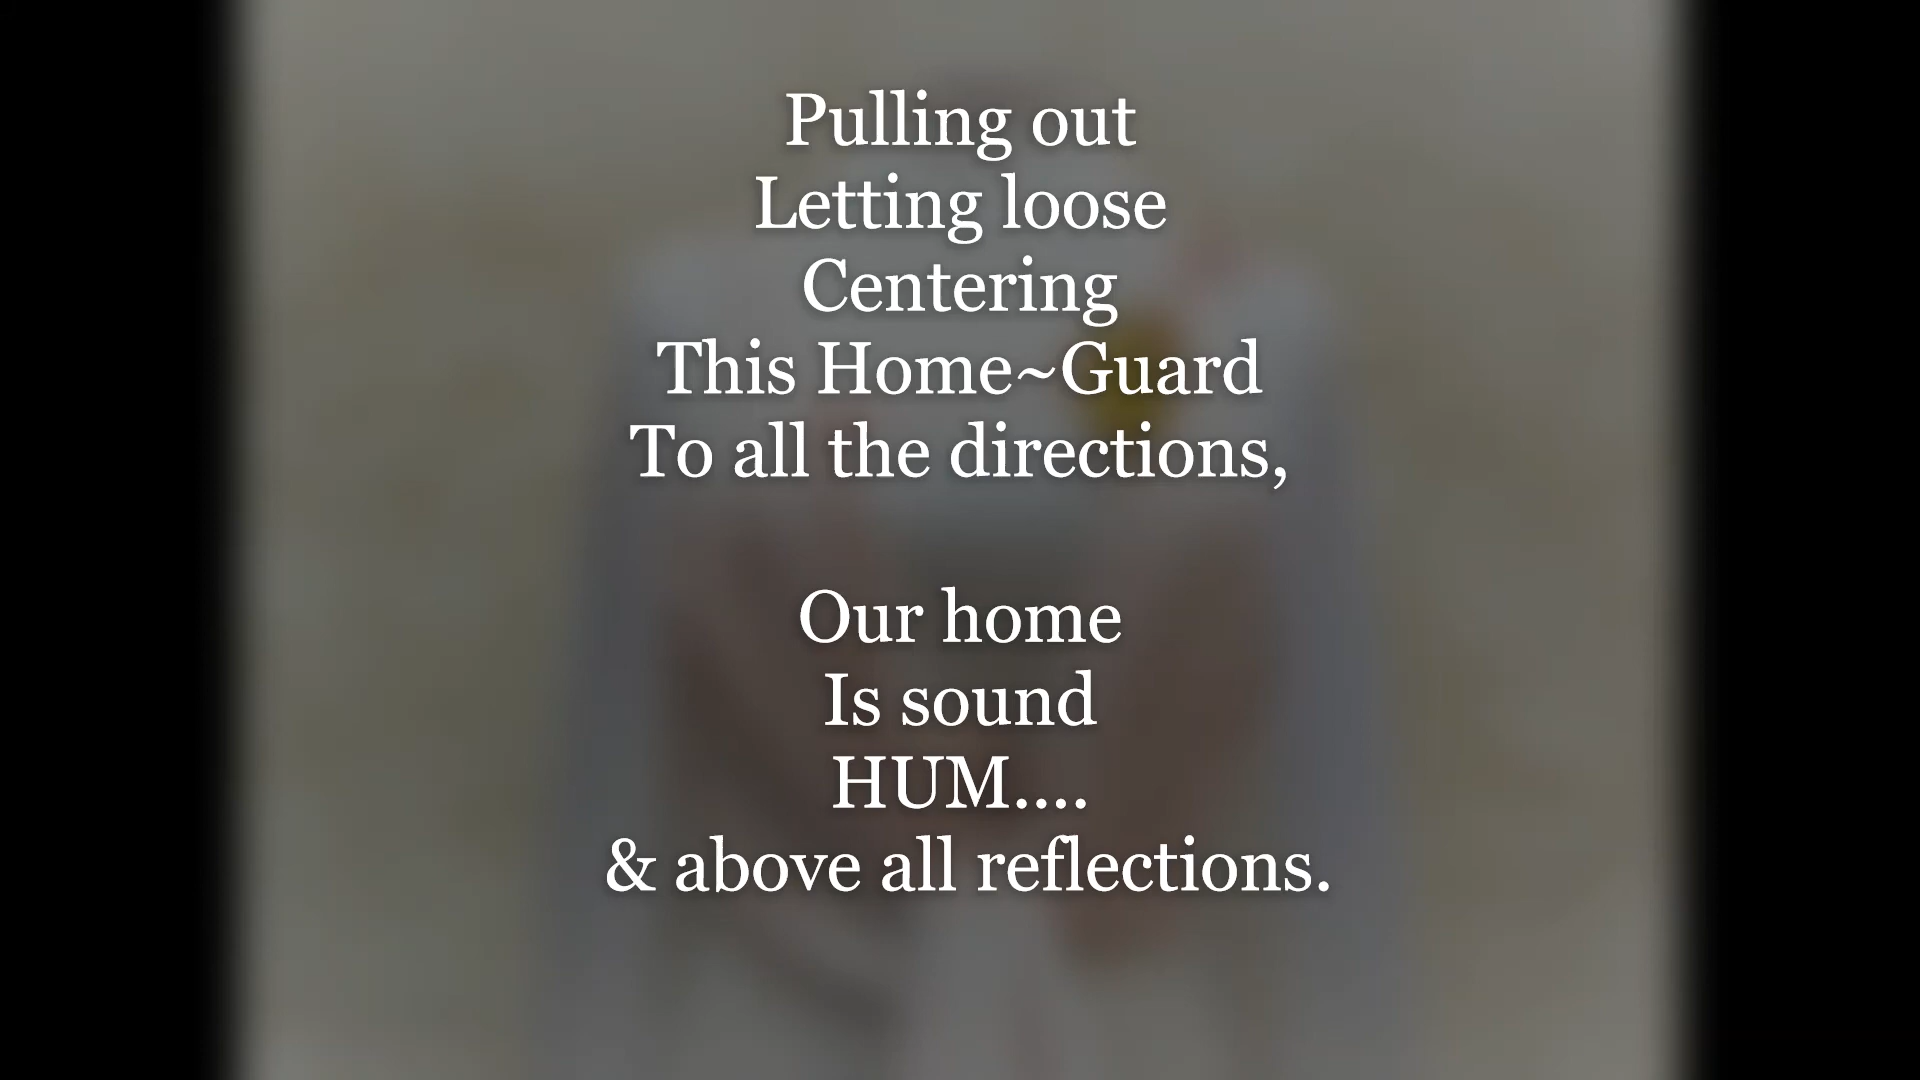 Pulling out
Letting loose
Centering
This Home~Guard
To all the directions,
Our home
Is sound
HUM....
& above all reflections.